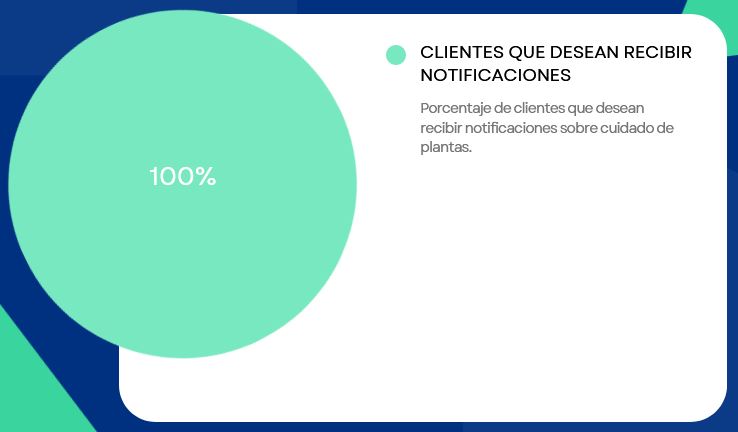 100%
CLIENTES QUE DESEAN RECIBIR
NOTIFICACIONES
Porcentaje de clientes que desean
recibir notificaciones sobre cuidado de
plantas.